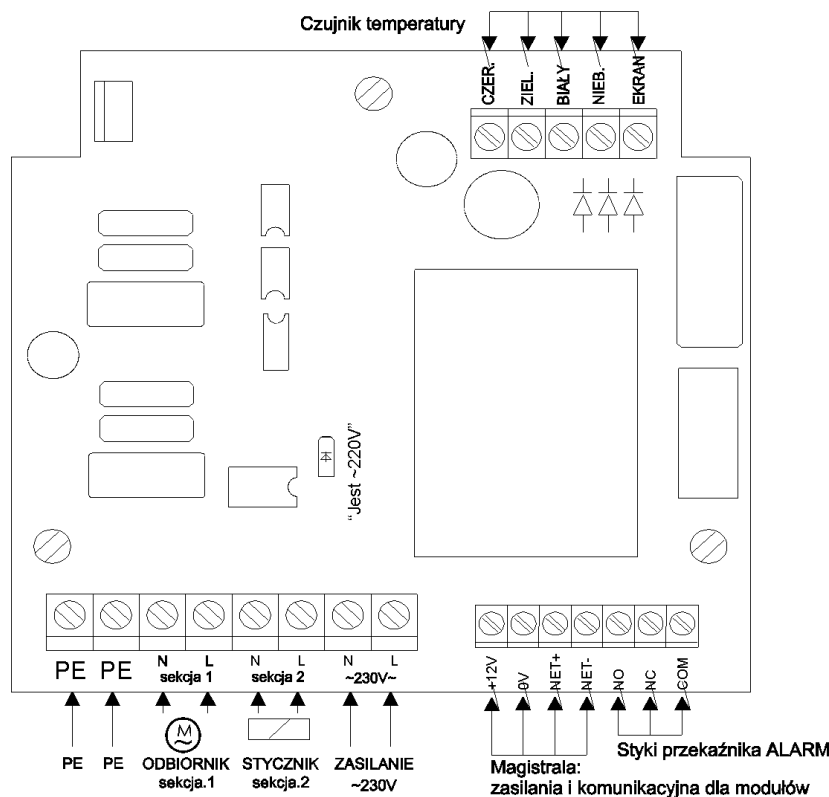 Czujnik temperatury
CZER.
ZIEL.
BIAŁY
NIEB.
EKRAN
"Jest ~220V"
PE PE N L N L N L
sekcja 1 sekcja 2 ~230V~
+12V
0V
NET+
NET-
NO
NC
COM
M
~
PE PE ODBIORNIK STYCZNIK ZASILANIE
sekcja.1 sekcja.2 ~230V
Styki przekaźnika ALARM
Magistrala:
zasilania i komunikacyjna dla modułów